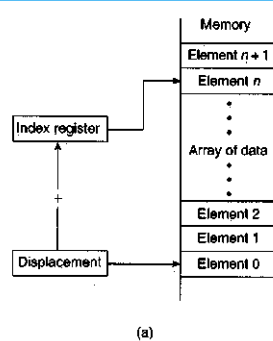 Memory
Element n + 1
Element n
Index register
Array of data
+
Element 2
Element 1
Displacement
Element 0
(a)